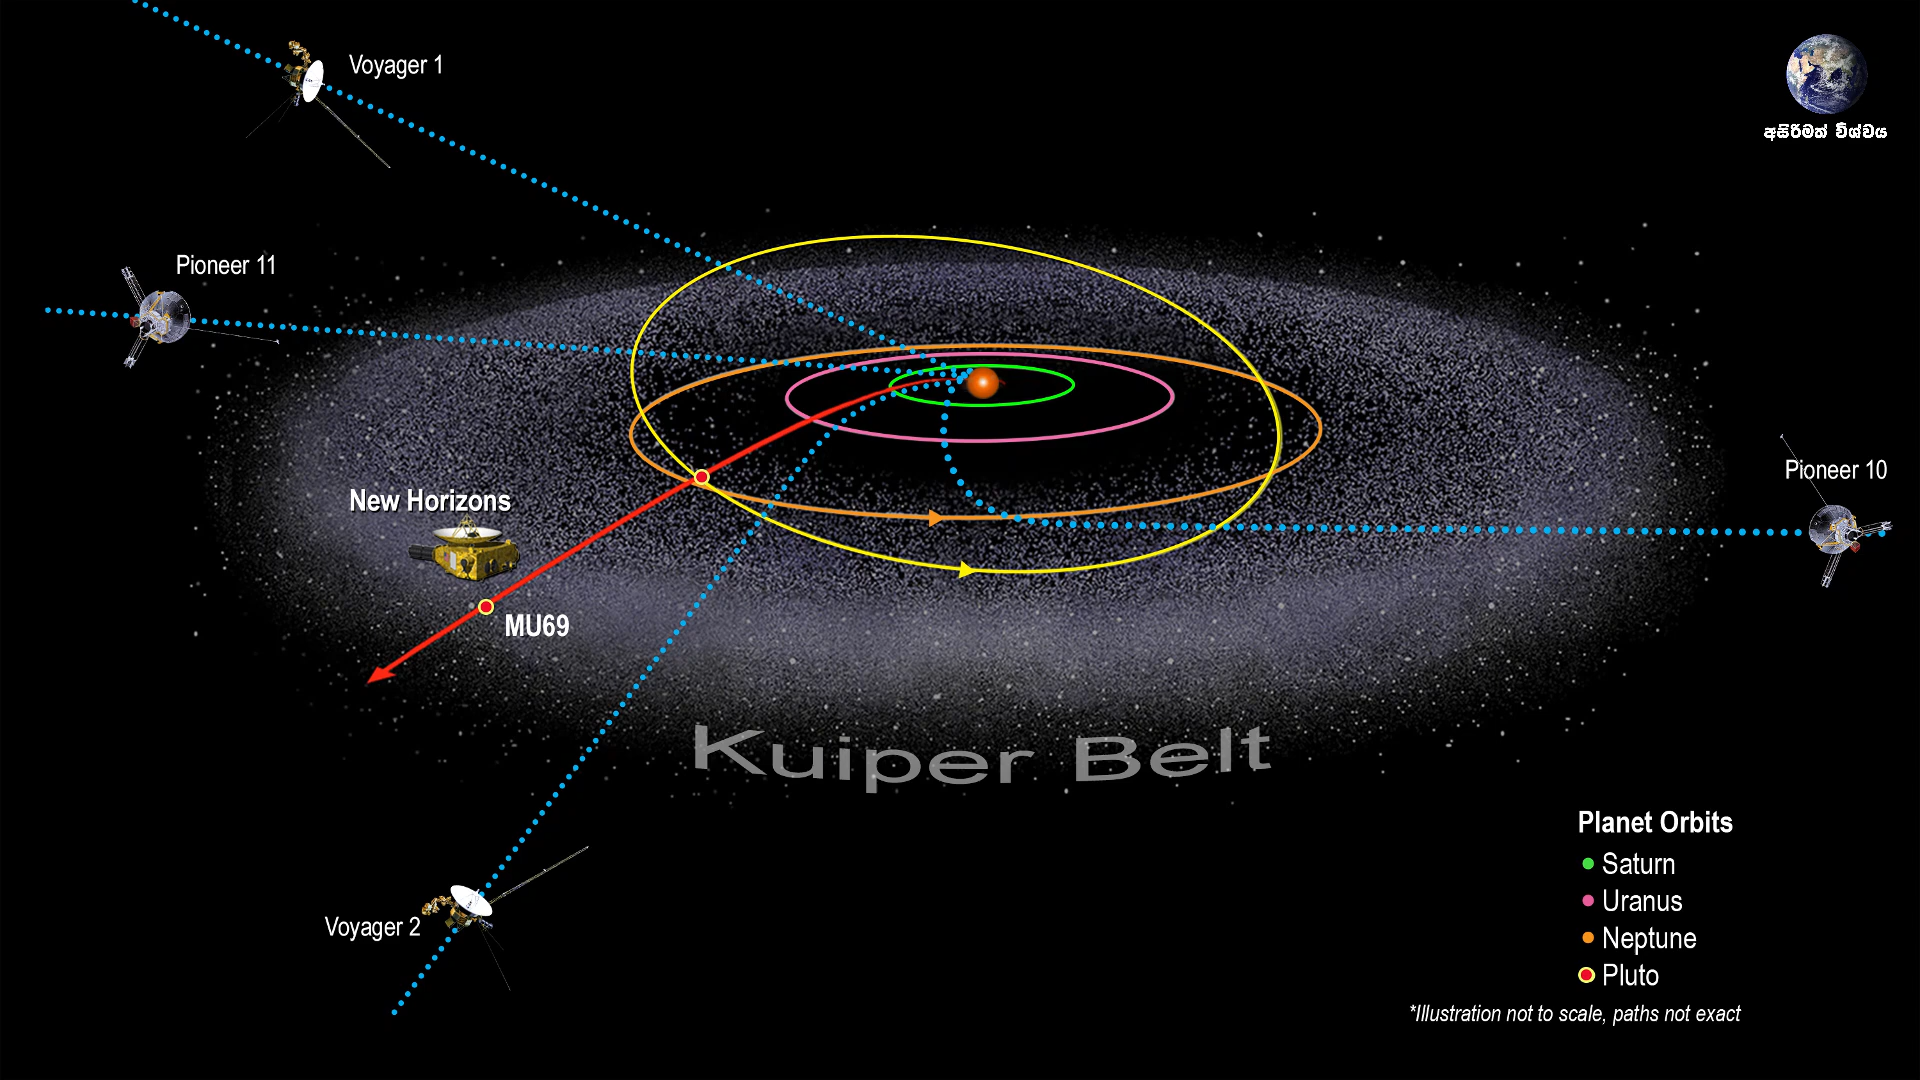 Voyager 1
අසිරිමත් විශ්වය
Pioneer 11
Pioneer 10
New Horizons
MU69
Kuiper Belt
Voyager 2
Planet Orbits
Saturn
Uranus
Neptune
Pluto
*Illustration not to scale, paths not exact